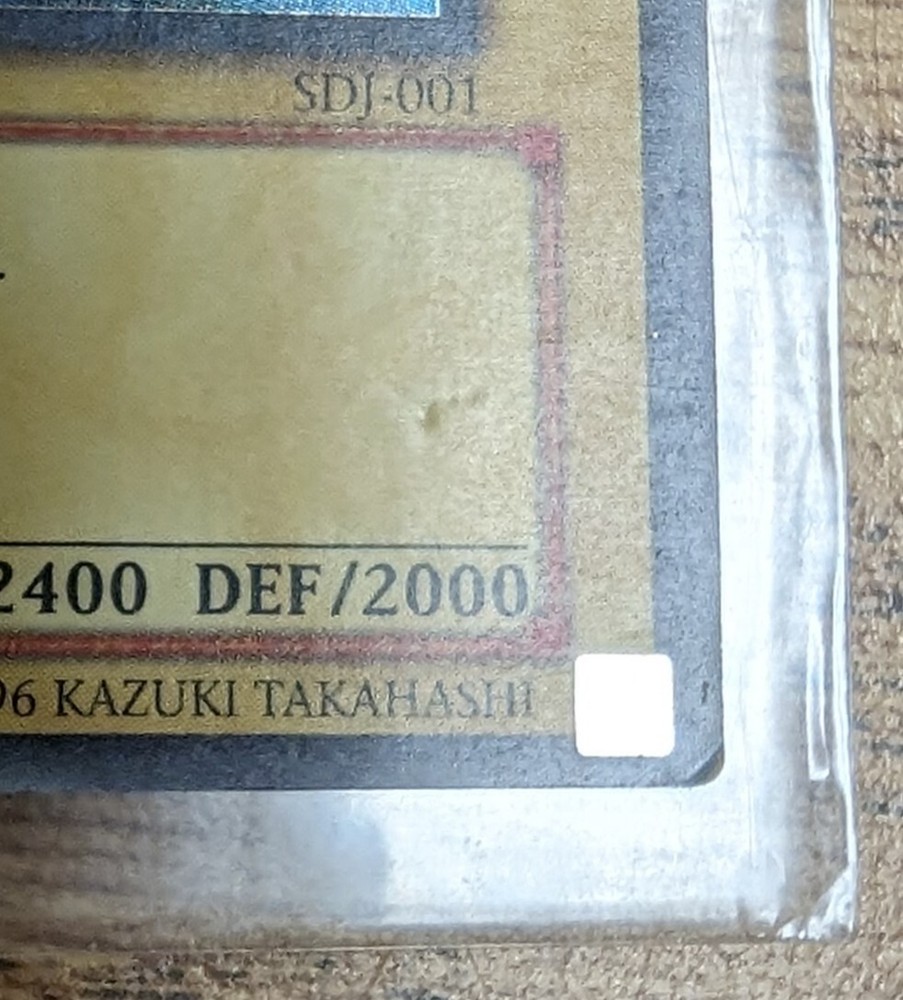 SDJ-001
2400 DEF/2000
96 KAZUKI TAKAHASHI